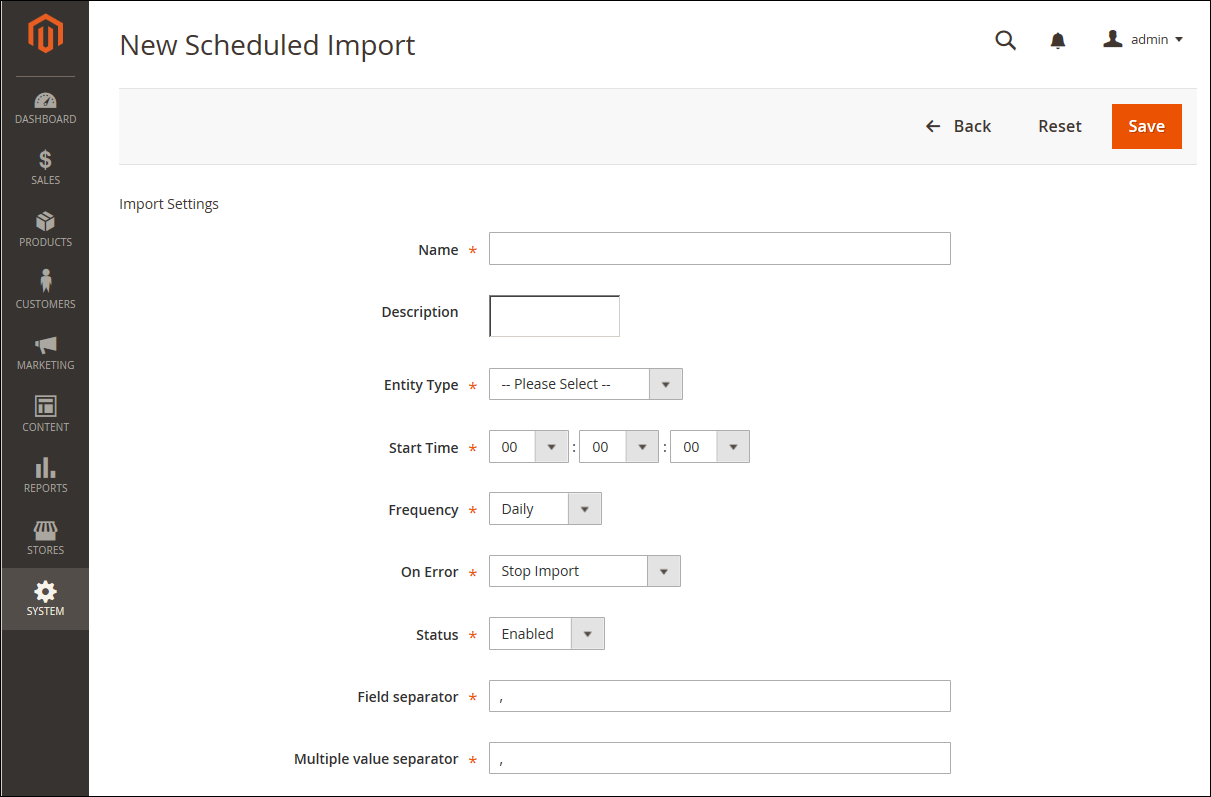 New Scheduled Import
admin
Back Reset Save
DASHBOARD
SALES
PRODUCTS
CUSTOMERS
MARKETING
CONTENT
REPORTS
STORES
SYSTEM
Import Settings
Name *
Description
Entity Type * -- Please Select --
Start Time * 00 : 00 : 00
Frequency * Daily
On Error * Stop Import
Status * Enabled
Field separator * ,
Multiple value separator * ,